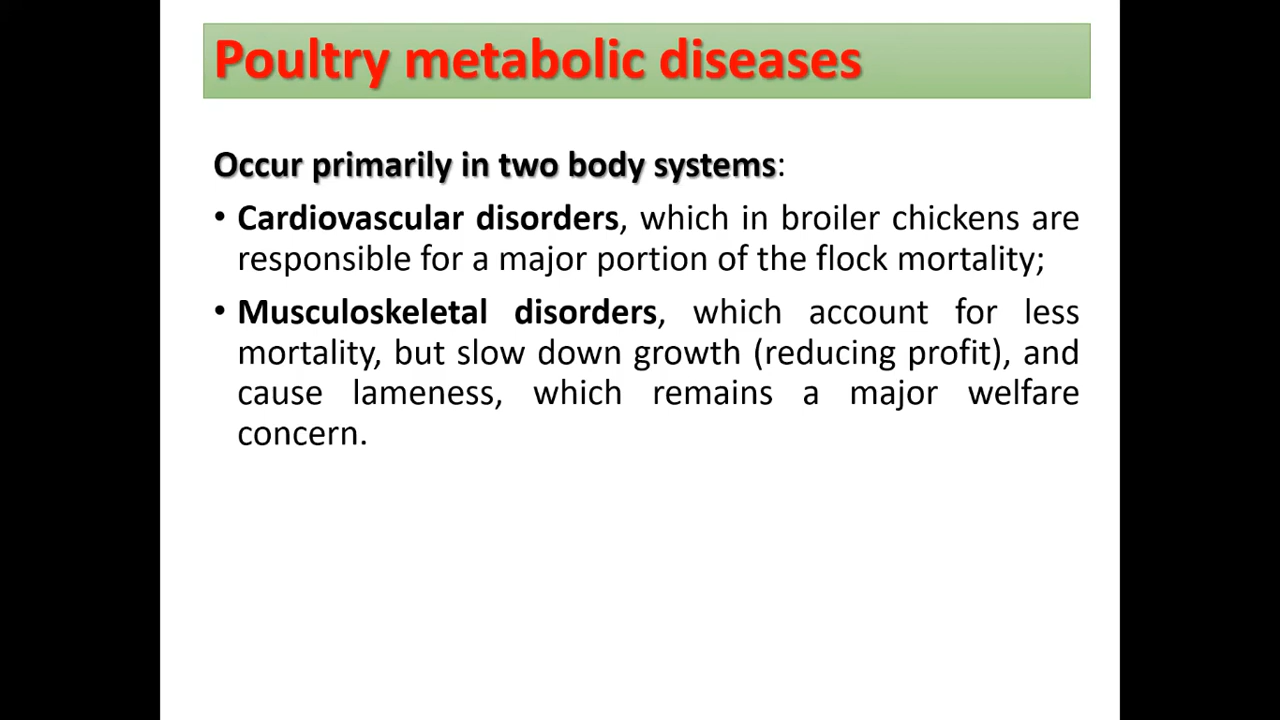 Poultry metabolic diseases
Occur primarily in two body systems:
• Cardiovascular disorders, which in broiler chickens are
responsible for a major portion of the flock mortality;
• Musculoskeletal disorders, which account for less
mortality, but slow down growth (reducing profit), and
cause lameness, which remains a major welfare
concern.